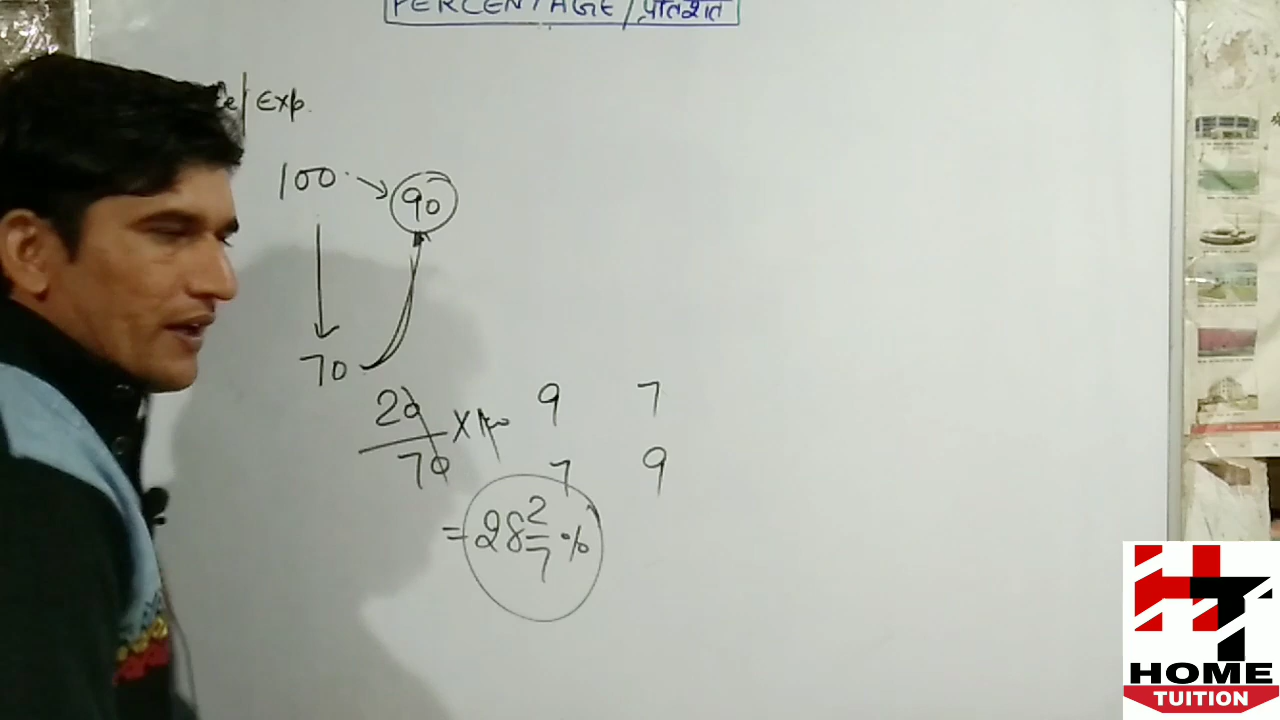 PERCENTAGE/प्रतिशत
/ Exp.
100 → 90
70
20/70 × 100
9 7
7 9
= 28 2/7 %
HT
HOME
TUITION